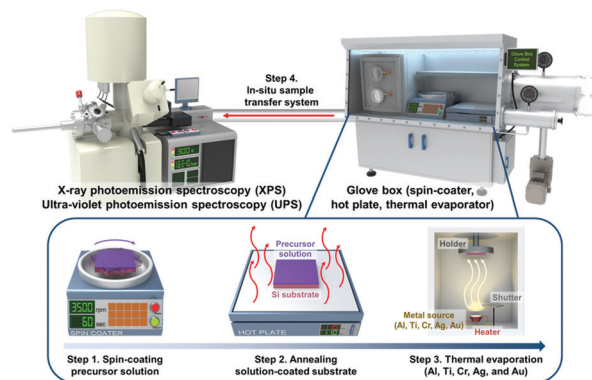 Step 4.
In-situ sample
transfer system
Glove Box
Control
System
X-ray photoemission spectroscopy (XPS)
Ultra-violet photoemission spectroscopy (UPS)
Glove box (spin-coater,
hot plate, thermal evaporator)
3500 rpm
60 SEC
SPIN COATER
Precursor
solution
Si substrate
HOT PLATE
Holder
Shutter
Metal source
(Al, Ti, Cr, Ag, Au)
Heater
Step 1. Spin-coating
precursor solution
Step 2. Annealing
solution-coated substrate
Step 3. Thermal evaporation
(Al, Ti, Cr, Ag, and Au)